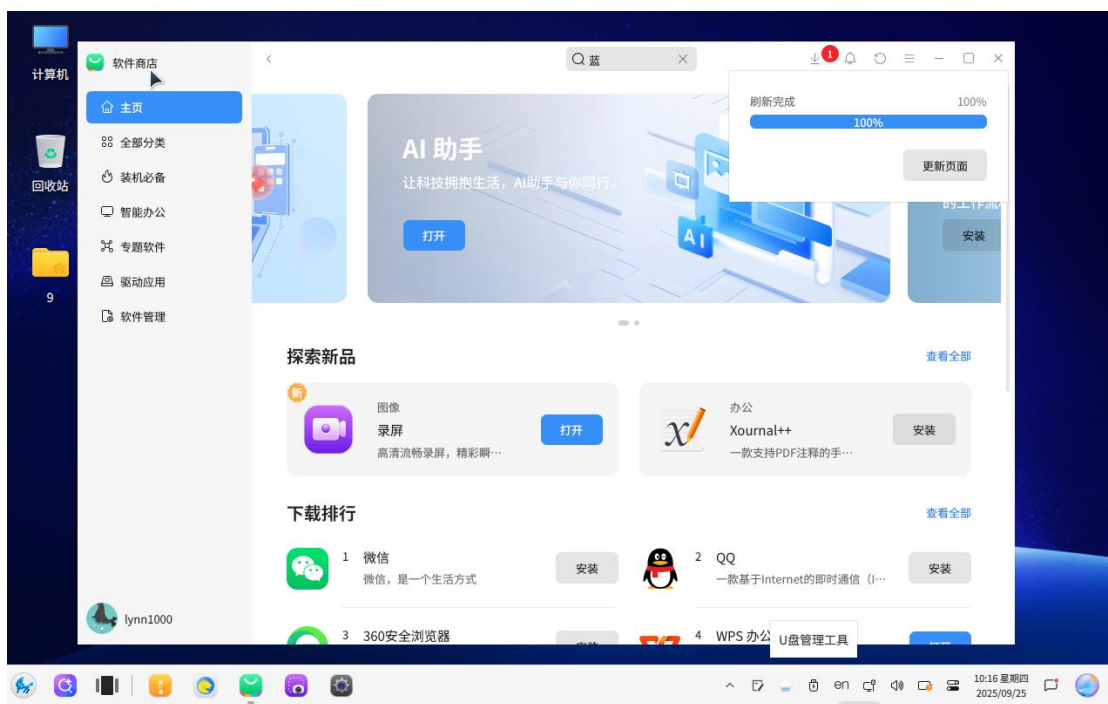 计算机
回收站
9
软件商店
主页
全部分类
装机必备
智能办公
专题软件
驱动应用
软件管理
lynn1000
蓝
1
刷新完成 100%
100%
更新页面
AI 助手
让科技拥抱生活，AI助手与你同行。
打开
AI
安装
探索新品 查看全部
新
图像
录屏
高清流畅录屏，精彩瞬…
打开
办公
Xournal++
一款支持PDF注释的手…
安装
下载排行 查看全部
1 微信
微信，是一个生活方式
安装
2 QQ
一款基于Internet的即时通信（I…
安装
3 360安全浏览器
4 WPS 办公
U盘管理工具
en
10:16 星期四
2025/09/25